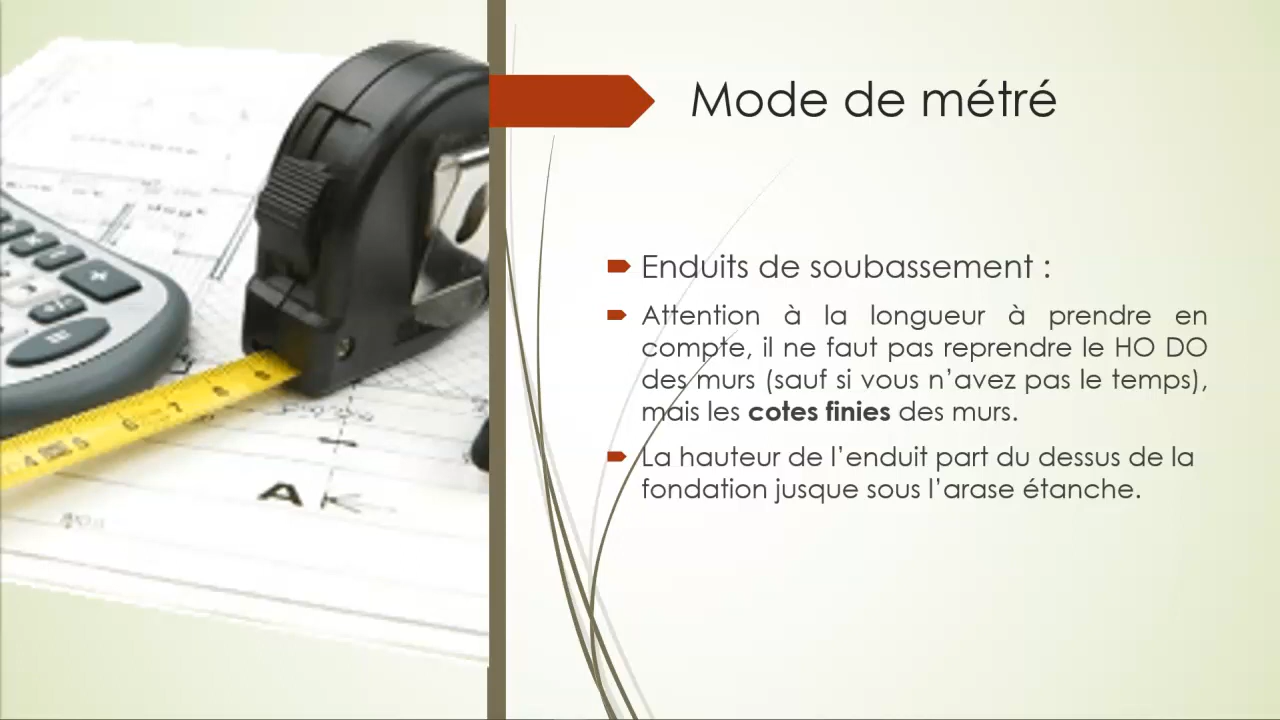 Mode de métré
Enduits de soubassement :
Attention à la longueur à prendre en
compte, il ne faut pas reprendre le HO DO
des murs (sauf si vous n’avez pas le temps),
mais les cotes finies des murs.
La hauteur de l’enduit part du dessus de la
fondation jusque sous l’arase étanche.
A